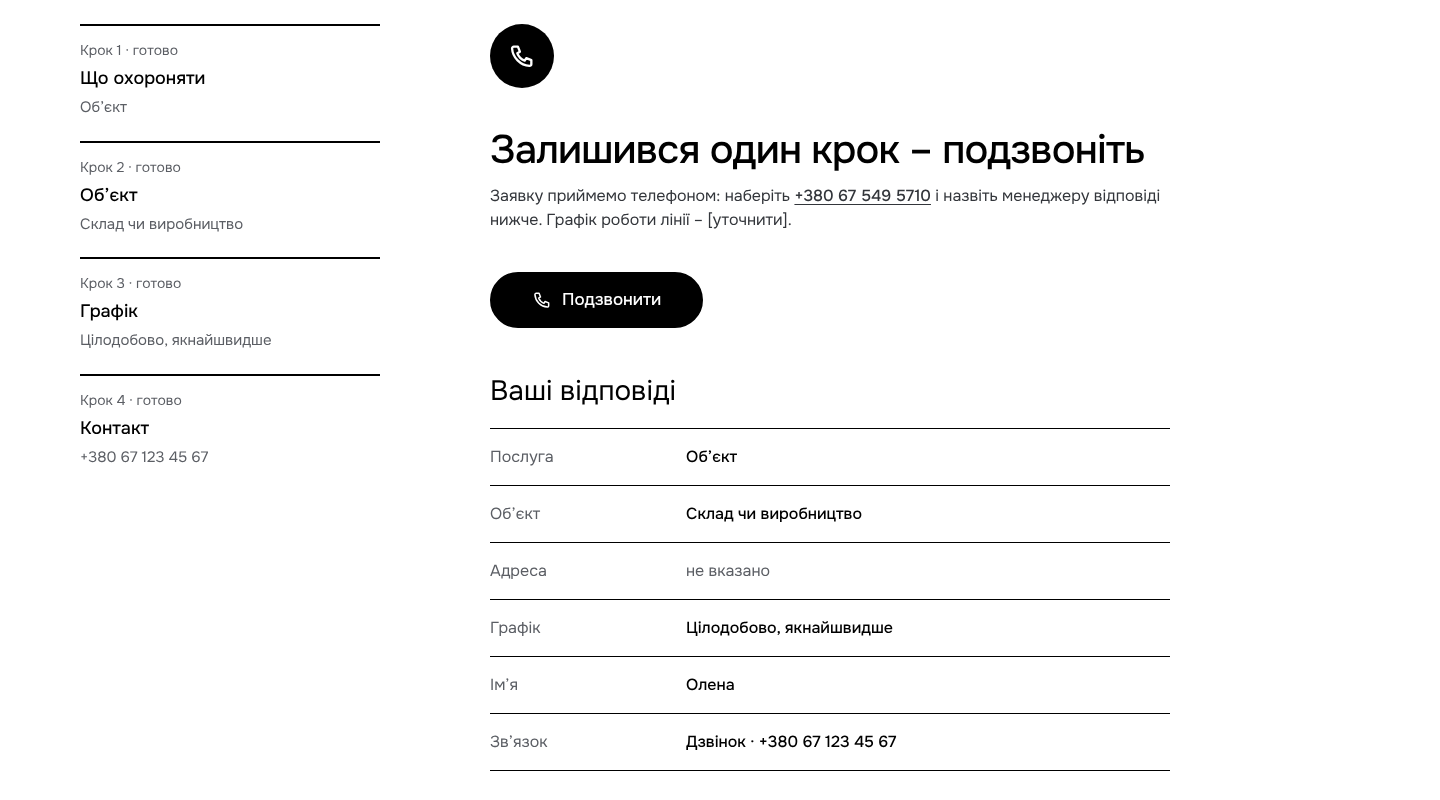 Крок 1 · готово
Що охороняти
Об’єкт
Крок 2 · готово
Об’єкт
Склад чи виробництво
Крок 3 · готово
Графік
Цілодобово, якнайшвидше
Крок 4 · готово
Контакт
+380 67 123 45 67
Залишився один крок – подзвоніть
Заявку приймемо телефоном: наберіть +380 67 549 5710 і назвіть менеджеру відповіді
нижче. Графік роботи лінії – [уточнити].
Подзвонити
Ваші відповіді
Послуга Об’єкт
Об’єкт Склад чи виробництво
Адреса не вказано
Графік Цілодобово, якнайшвидше
Ім’я Олена
Зв’язок Дзвінок · +380 67 123 45 67